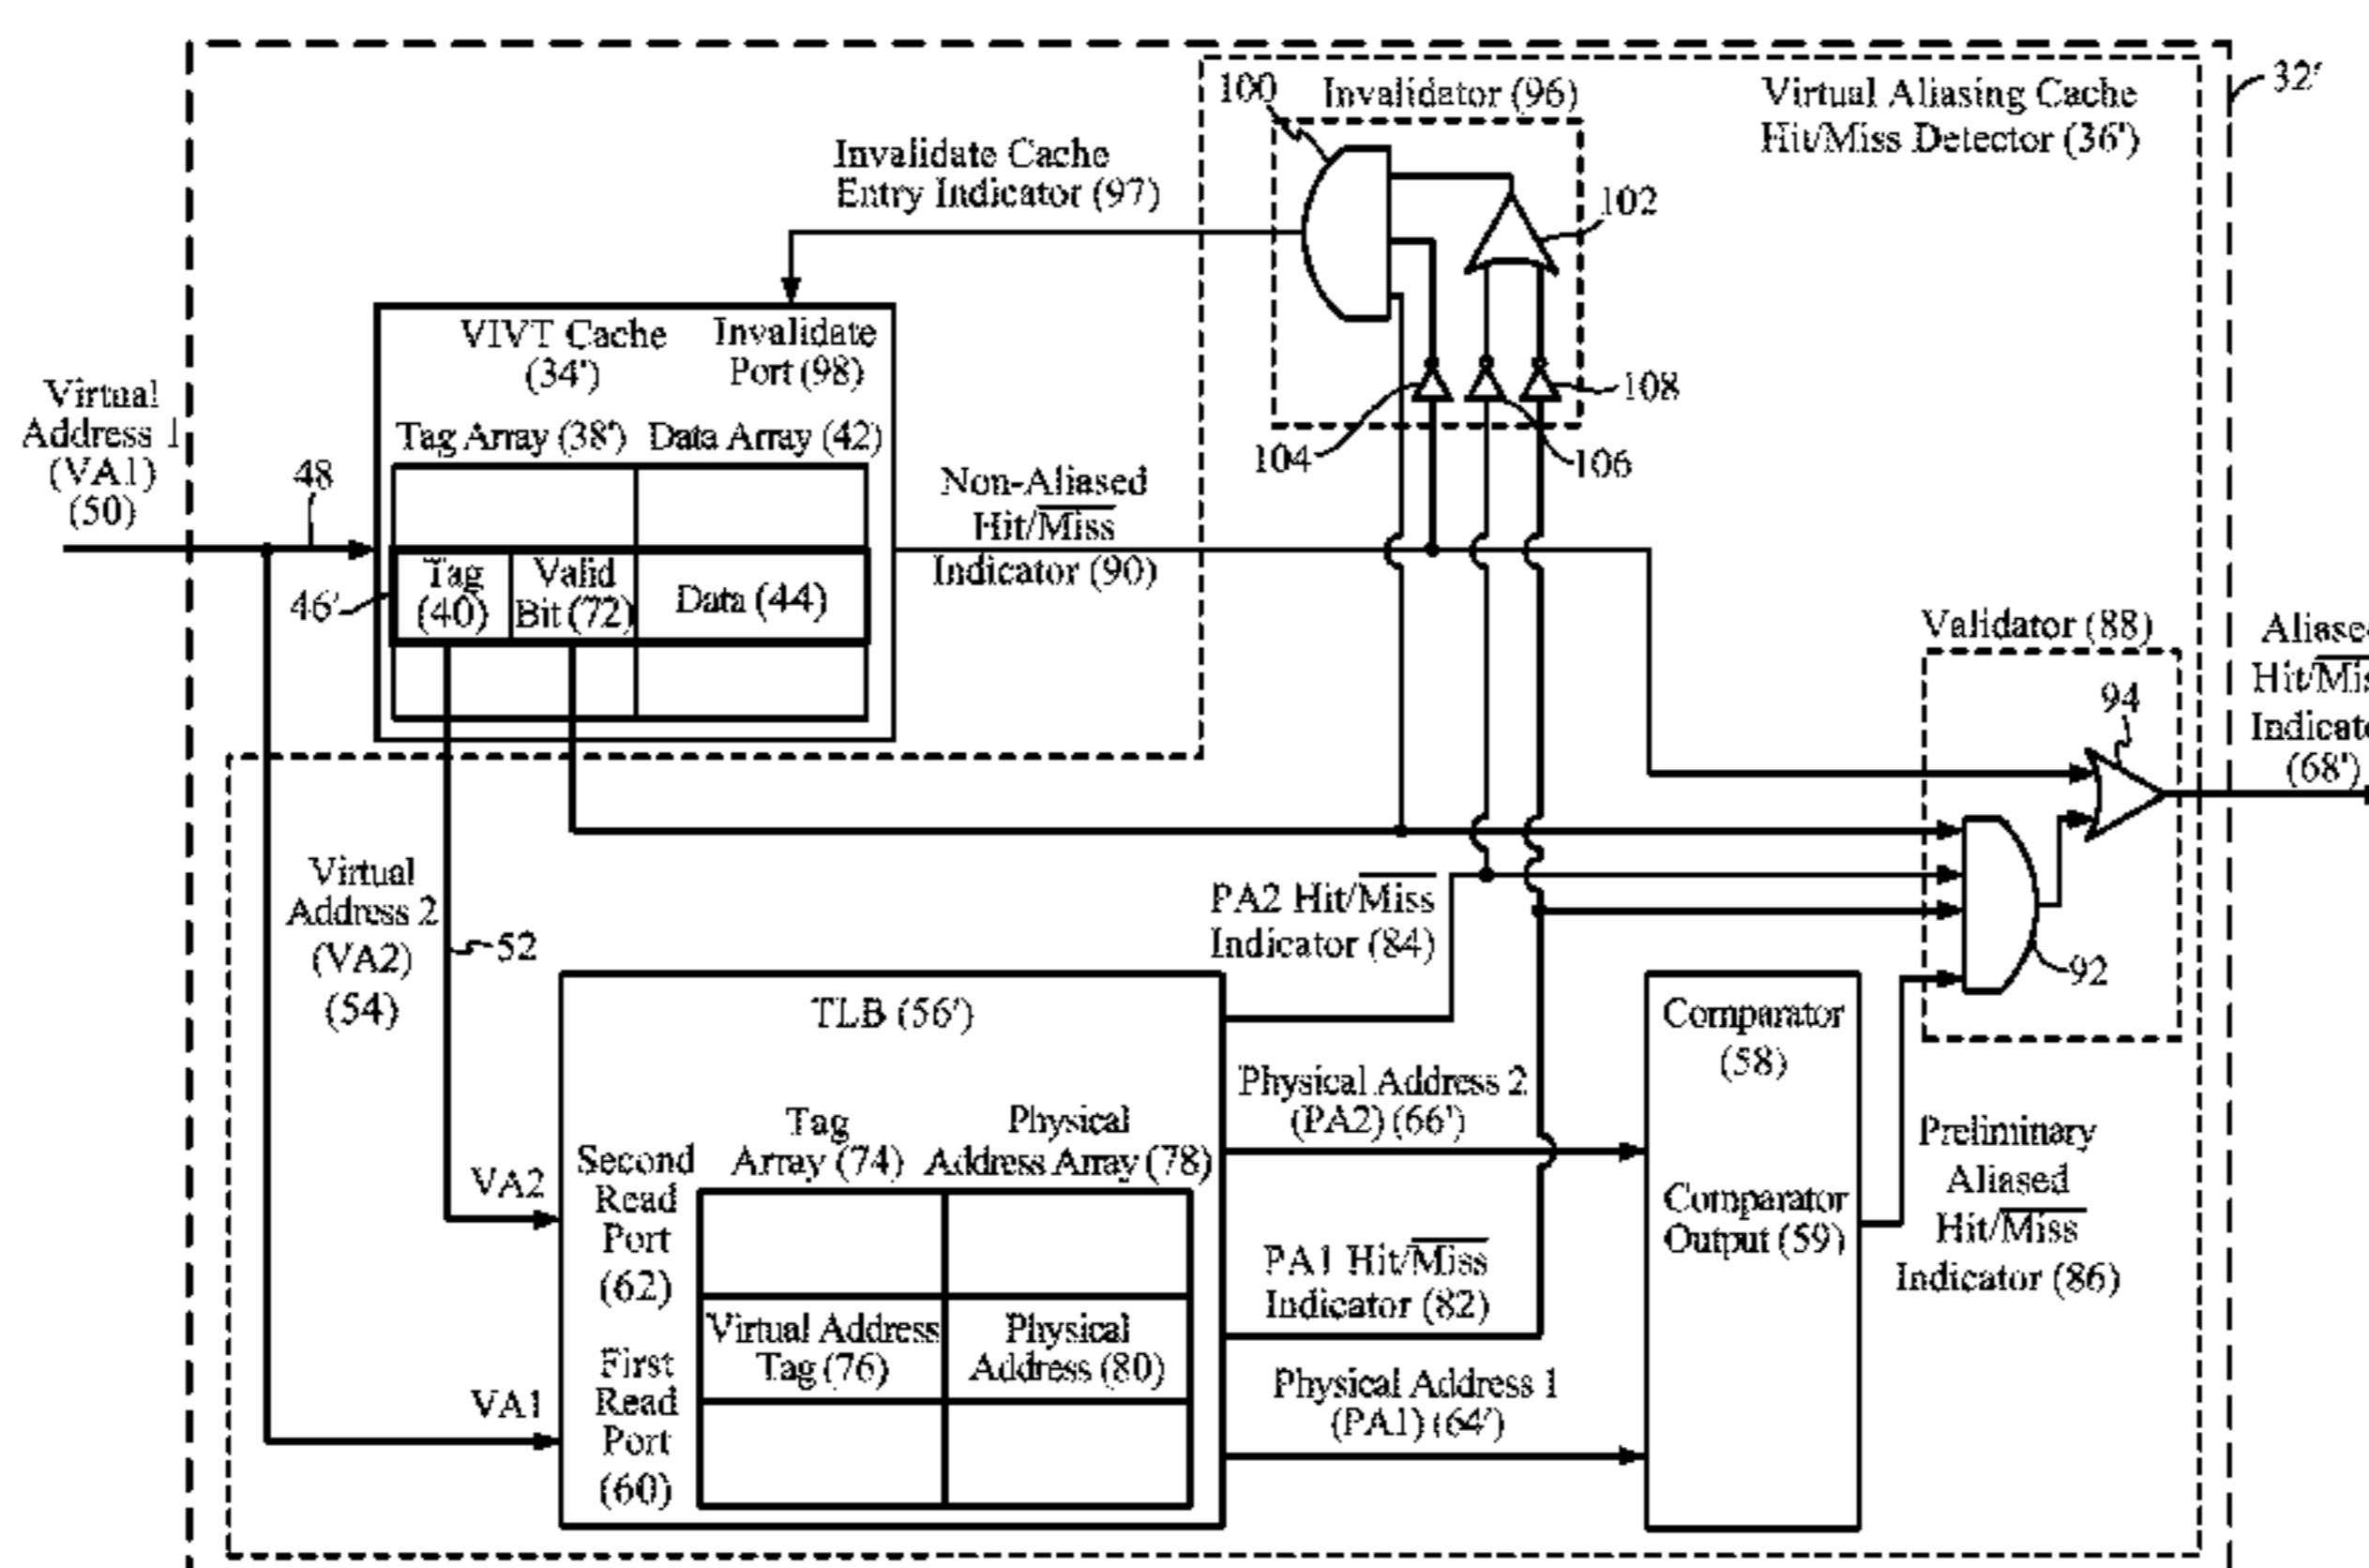 100
Invalidator (96)
Virtual Aliasing Cache
Hit/Miss Detector (36')
32'
Invalidate Cache
Entry Indicator (97)
102
VIVT Cache
(34')
Invalidate
Port (98)
108
Virtual
Address 1
(VA1)
(50)
Tag Array (38')
Data Array (42)
104
106
48
Non-Aliased
Hit/Miss
Indicator (90)
46'
Tag
(40)
Valid
Bit (72)
Data (44)
Validator (88)
Hit/
(68')
94
Virtual
Address 2
(VA2)
(54)
52
PA2 Hit/Miss
Indicator (84)
92
TLB (56')
Comparator
(58)
Physical Address 2
(PA2) (66')
Tag
Array (74)
Physical
Address Array (78)
Second
Read
Port
(62)
VA2
Comparator
Output (59)
Preliminary
Aliased
Hit/Miss
Indicator (86)
PA1 Hit/Miss
Indicator (82)
Virtual Address
Tag (76)
Physical
Address (80)
First
Read
Port
(60)
VA1
Physical Address 1
(PA1) (64')